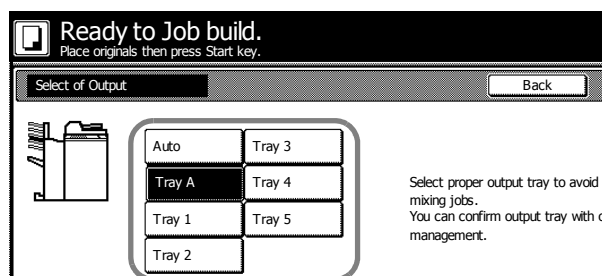 Ready to Job build.
Place originals then press Start key.
Select of Output
Back
Auto
Tray 3
Tray A
Tray 4
Tray 1
Tray 5
Tray 2
Select proper output tray to avoid
mixing jobs.
You can confirm output tray with
management.